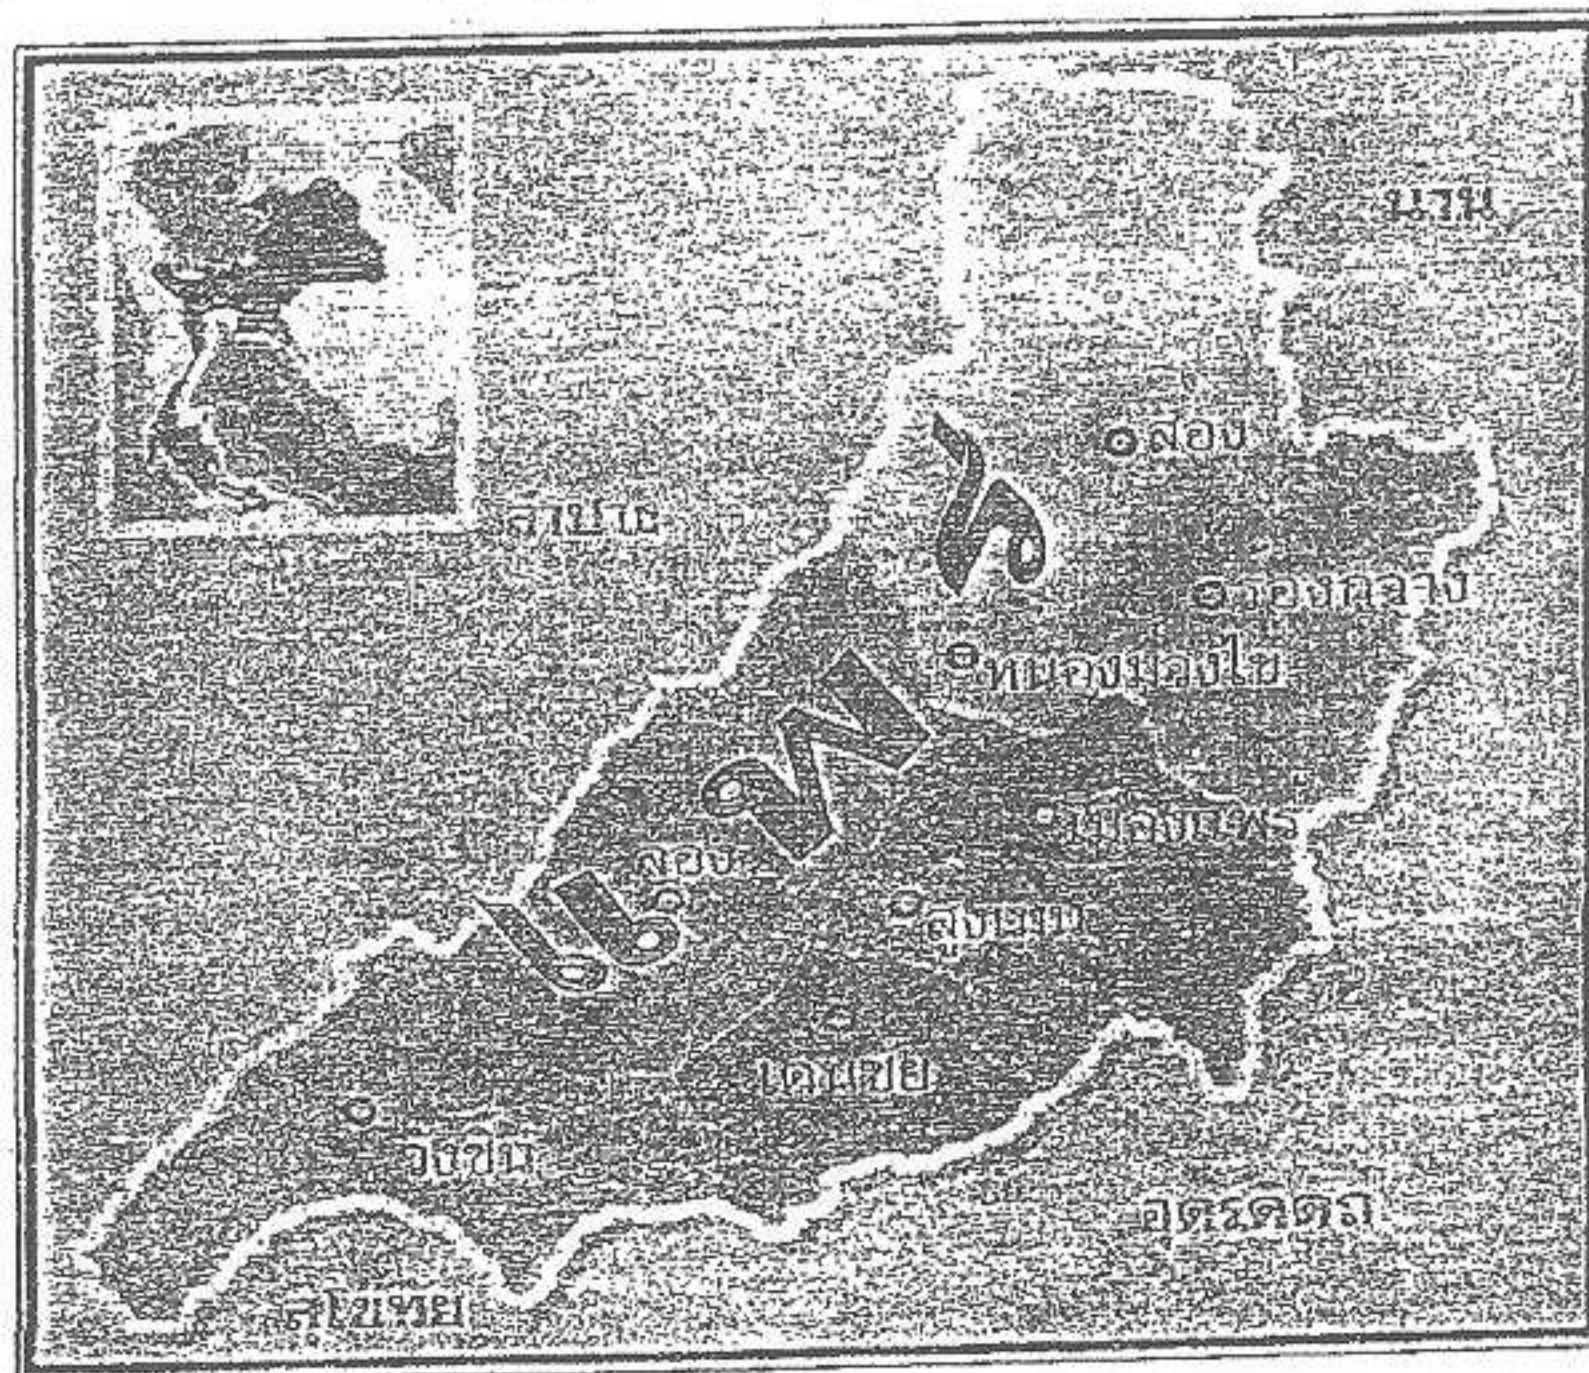 น่าน
สอง
ลำปาง
ร้องกวาง
หนองม่วงไข่
แพร่
เมืองแพร่
ลอง
สูงเม่น
เด่นชัย
วังชิ้น
อุตรดิตถ์
สุโขทัย